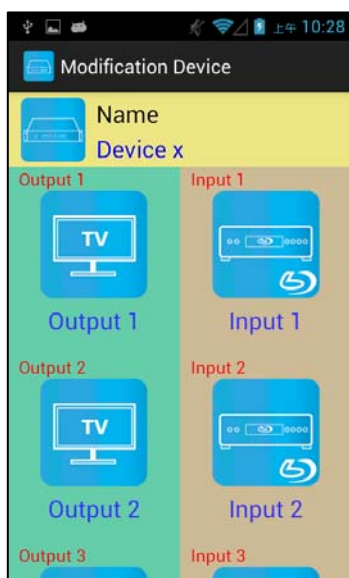 上午 10:28
Modification Device
Name
Device x
Output 1
Input 1
TV
Output 1
Input 1
Output 2
Input 2
TV
Output 2
Input 2
Output 3
Input 3